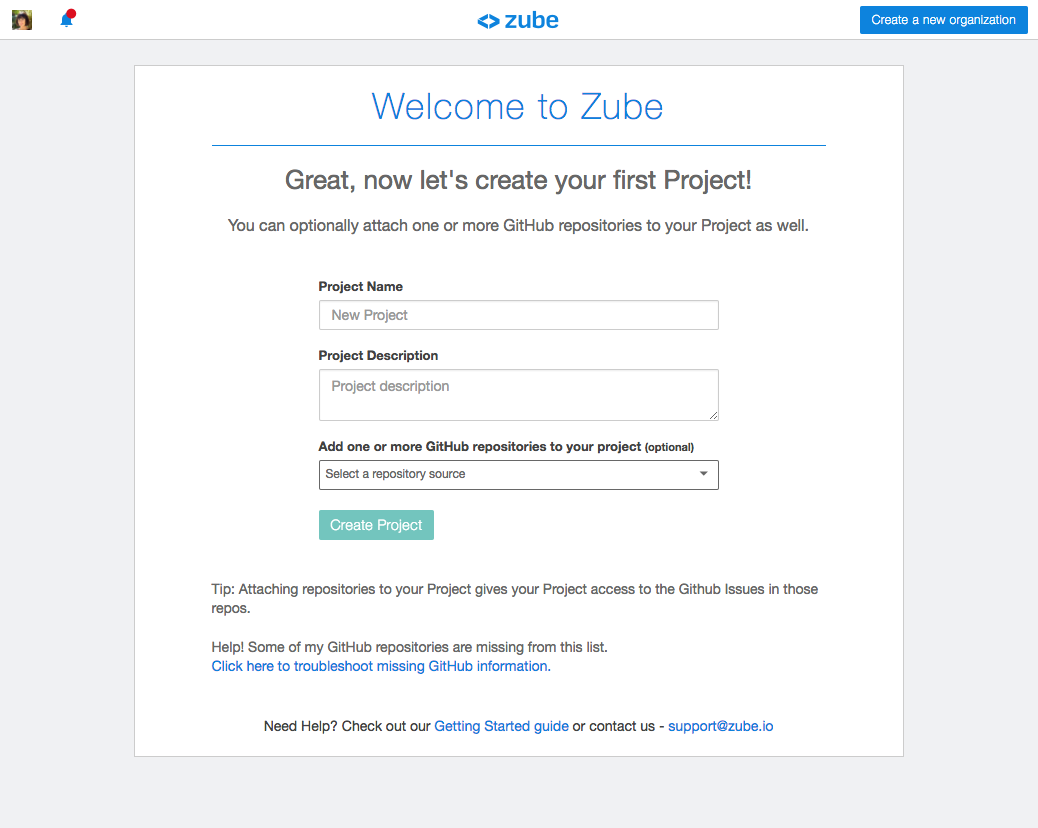 zube
Create a new organization
Welcome to Zube
Great, now let's create your first Project!
You can optionally attach one or more GitHub repositories to your Project as well.
Project Name
New Project
Project Description
Project description
Add one or more GitHub repositories to your project (optional)
Select a repository source
Create Project
Tip: Attaching repositories to your Project gives your Project access to the Github Issues in those
repos.
Help! Some of my GitHub repositories are missing from this list.
Click here to troubleshoot missing GitHub information.
Need Help? Check out our Getting Started guide or contact us - support@zube.io